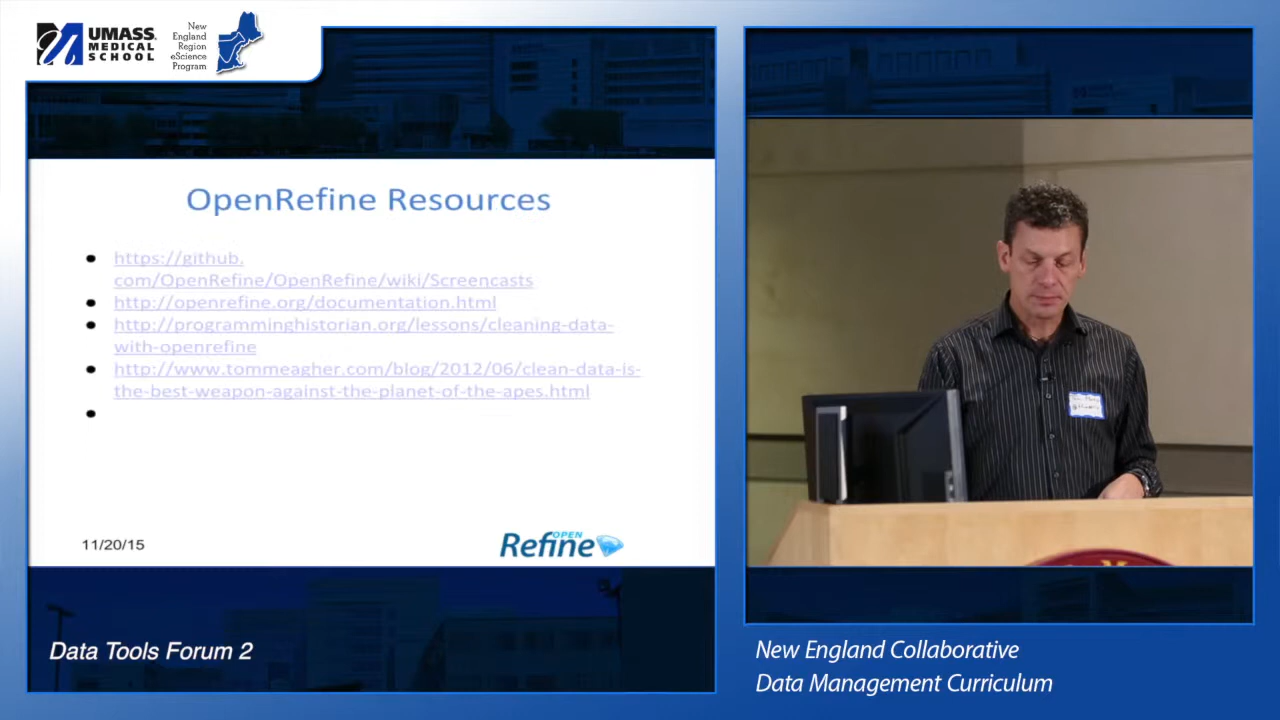 UMASS
MEDICAL
SCHOOL
New
England
Region
eScience
Program
OpenRefine Resources
https://github.
com/OpenRefine/OpenRefine/wiki/Screencasts
http://openrefine.org/documentation.html
http://programminghistorian.org/lessons/cleaning-data-
with-openrefine
http://www.tommeagher.com/blog/2012/06/clean-data-is-
the-best-weapon-against-the-planet-of-the-apes.html
11/20/15
OPEN
Refine
Data Tools Forum 2
New England Collaborative
Data Management Curriculum